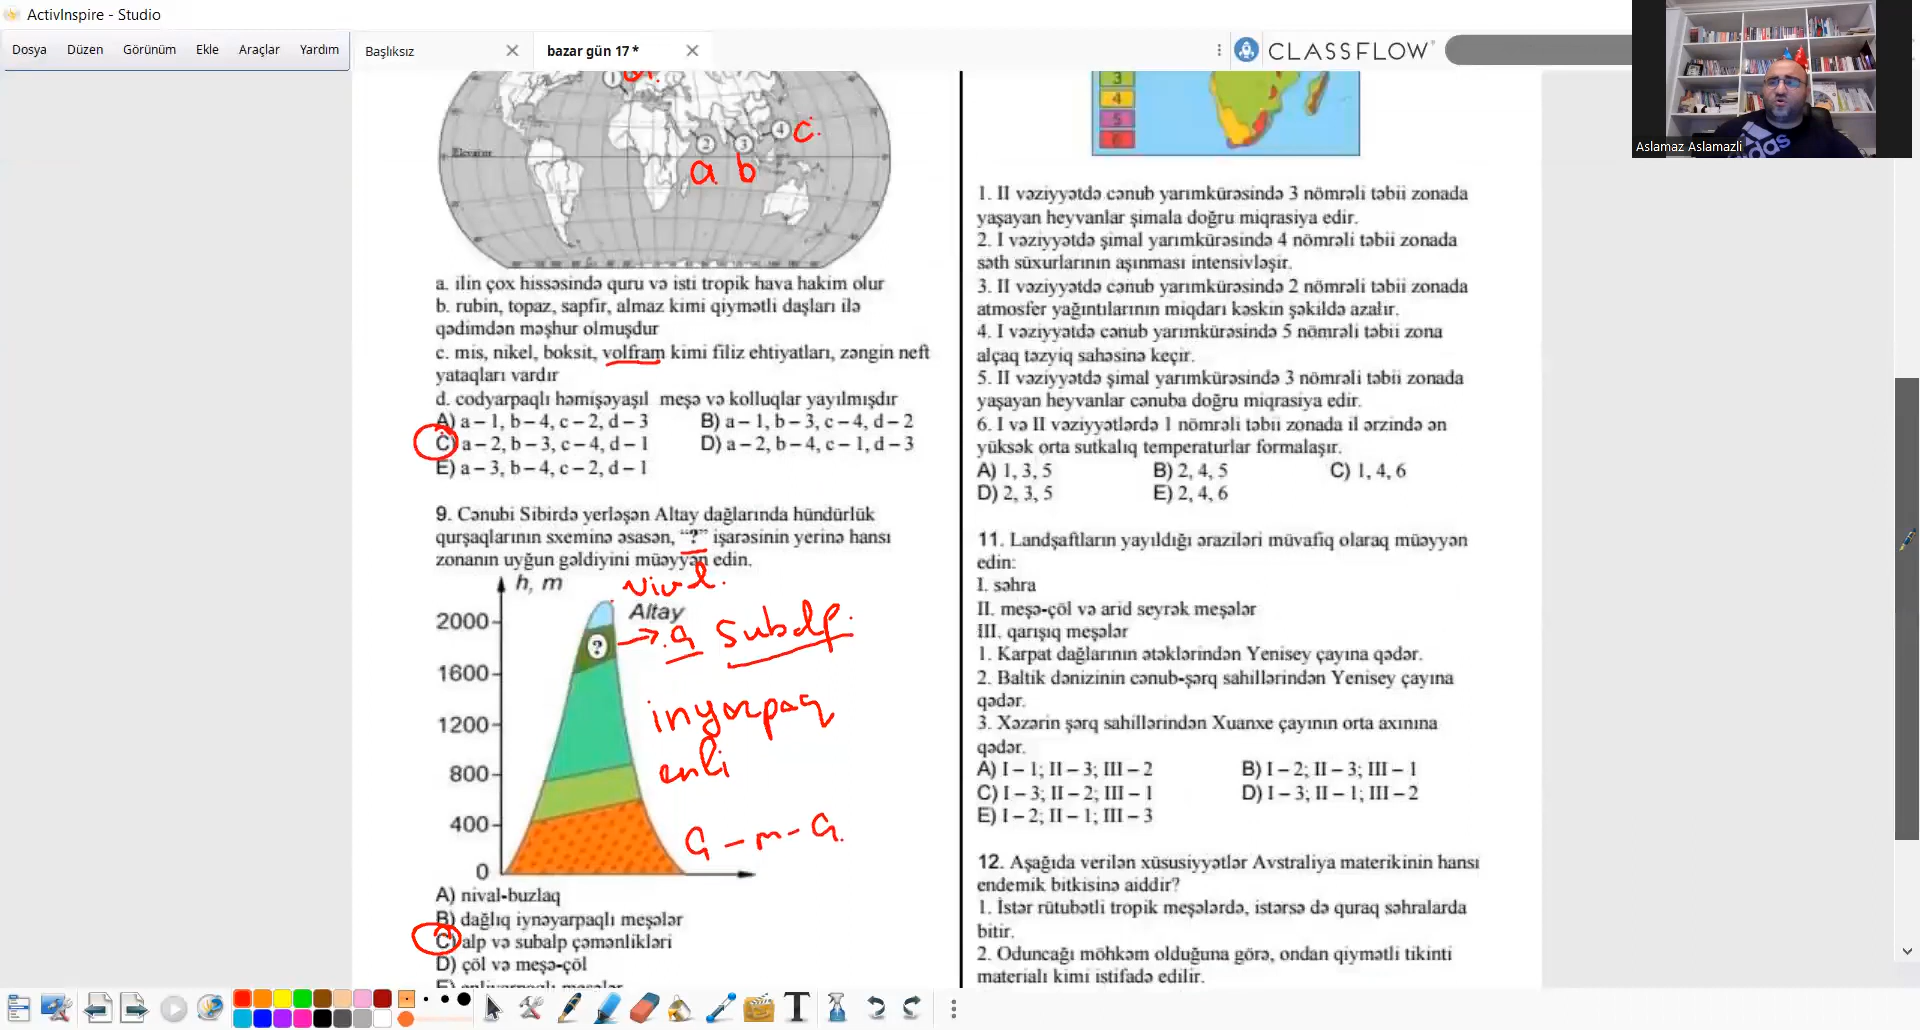 ActivInspire - Studio
Dosya Düzen Görünüm Ekle Araçlar Yardım
Başlıksız
bazar gün 17 *
CLASSFLOW
Aslamaz Aslamazli
1
2 3 4
a b c.
Ekvator
a. ilin çox hissəsində quru və isti tropik hava hakim olur
b. rubin, topaz, sapfir, almaz kimi qiymətli daşları ilə
qədimdən məşhur olmuşdur
c. mis, nikel, boksit, volfram kimi filiz ehtiyatları, zəngin neft
yataqları vardır
d. codyarpaqlı həmişəyaşıl meşə və kolluqlar yayılmışdır
A) a – 1, b – 4, c – 2, d – 3 B) a – 1, b – 3, c – 4, d – 2
C) a – 2, b – 3, c – 4, d – 1 D) a – 2, b – 4, c – 1, d – 3
E) a – 3, b – 4, c – 2, d – 1
9. Cənubi Sibirdə yerləşən Altay dağlarında hündürlük
qurşaqlarının sxeminə əsasən, “?” işarəsinin yerinə hansı
zonanın uyğun gəldiyini müəyyən edin.
h, m
Altay
2000
?
1600
1200
800
400
0
enli
A) nival-buzlaq
B) dağlıq iynəyarpaqlı meşələr
C) alp və subalp çəmənlikləri
D) çöl və meşə-çöl
3
4
5
6
1. II vəziyyətdə cənub yarımkürəsində 3 nömrəli təbii zonada
yaşayan heyvanlar şimala doğru miqrasiya edir.
2. I vəziyyətdə şimal yarımkürəsində 4 nömrəli təbii zonada
səth süxurlarının aşınması intensivləşir.
3. II vəziyyətdə cənub yarımkürəsində 2 nömrəli təbii zonada
atmosfer yağıntılarının miqdarı kəskin şəkildə azalır.
4. I vəziyyətdə cənub yarımkürəsində 5 nömrəli təbii zona
alçaq təzyiq sahəsinə keçir.
5. II vəziyyətdə şimal yarımkürəsində 3 nömrəli təbii zonada
yaşayan heyvanlar cənuba doğru miqrasiya edir.
6. I və II vəziyyətlərdə 1 nömrəli təbii zonada il ərzində ən
yüksək orta sutkalıq temperaturlar formalaşır.
A) 1, 3, 5 B) 2, 4, 5 C) 1, 4, 6
D) 2, 3, 5 E) 2, 4, 6
11. Landşaftların yayıldığı əraziləri müvafiq olaraq müəyyən
edin:
I. səhra
II. meşə-çöl və arid seyrək meşələr
III. qarışıq meşələr
1. Karpat dağlarının ətəklərindən Yenisey çayına qədər.
2. Baltik dənizinin cənub-şərq sahillərindən Yenisey çayına
qədər.
3. Xəzərin şərq sahillərindən Xuanxe çayının orta axınına
qədər.
A) I – 1; II – 3; III – 2 B) I – 2; II – 3; III – 1
C) I – 3; II – 2; III – 1 D) I – 3; II – 1; III – 2
E) I – 2; II – 1; III – 3
12. Aşağıda verilən xüsusiyyətlər Avstraliya materikinin hansı
endemik bitkisinə aiddir?
1. İstər rütubətli tropik meşələrdə, istərsə də quraq səhralarda
bitir.
2. Oduncağı möhkəm olduğuna görə, ondan qiymətli tikinti
materialı kimi istifadə edilir.